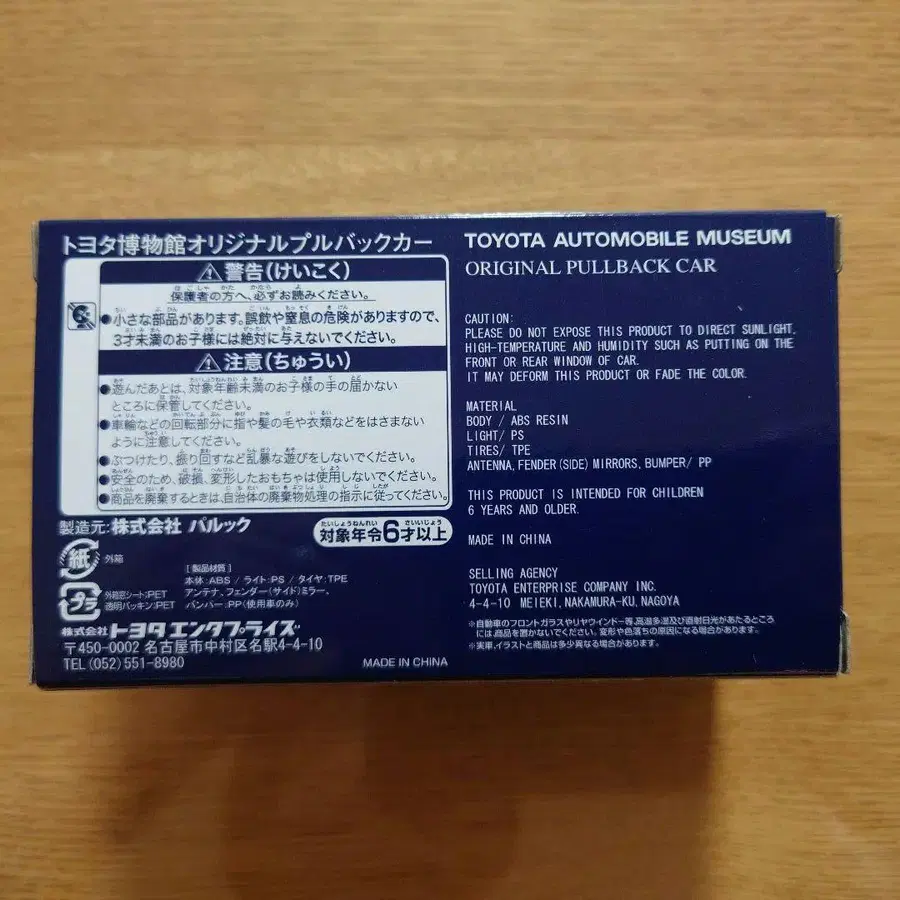 トヨタ博物館オリジナルプルバックカー
警告(けいこく)
保護者の方へ、必ずお読みください。
●小さな部品があります。誤飲や窒息の危険がありますので、
3才未満のお子様には絶対に与えないでください。
注意(ちゅうい)
●遊んだあとは、対象年齢未満のお子様の手の届かない
ところに保管してください。
●車輪などの回転部分に指や髪の毛や衣類などをはさまない
ように注意してください。
●ぶつけたり、振り回すなど乱暴な遊びをしないでください。
●安全のため、破損、変形したおもちゃは使用しないでください。
●商品を廃棄するときは、自治体の廃棄物処理の指示に従ってください。
製造元:株式会社 パルック
たいしょうねんれい さいいじょう
対象年令6才以上
紙 外箱
[製品材質]
本体:ABS / ライト:PS / タイヤ:TPE
アンテナ、フェンダー(サイド)ミラー、
バンパー:PP(使用車のみ)
プラ
外箱窓シート:PET
透明パッキン:PET
株式会社トヨタエンタプライズ
〒450-0002 名古屋市中村区名駅4-4-10
TEL(052)551-8980
MADE IN CHINA
TOYOTA AUTOMOBILE MUSEUM
ORIGINAL PULLBACK CAR
CAUTION:
PLEASE DO NOT EXPOSE THIS PRODUCT TO DIRECT SUNLIGHT,
HIGH-TEMPERATURE AND HUMIDITY SUCH AS PUTTING ON THE
FRONT OR REAR WINDOW OF CAR.
IT MAY DEFORM THIS PRODUCT OR FADE THE COLOR.
MATERIAL
BODY / ABS RESIN
LIGHT/ PS
TIRES/ TPE
ANTENNA, FENDER (SIDE) MIRRORS, BUMPER/ PP
THIS PRODUCT IS INTENDED FOR CHILDREN
6 YEARS AND OLDER.
MADE IN CHINA
SELLING AGENCY
TOYOTA ENTERPRISE COMPANY INC.
4-4-10 MEIEKI, NAKAMURA-KU, NAGOYA
※自動車のフロントガラスやリヤウインドー等、高温多湿及び直射日光があたるところ
には、商品を置かないでください。変形や色落ちの原因になる場合があります。
※実車、イラストと商品は多少異なる場合があります。